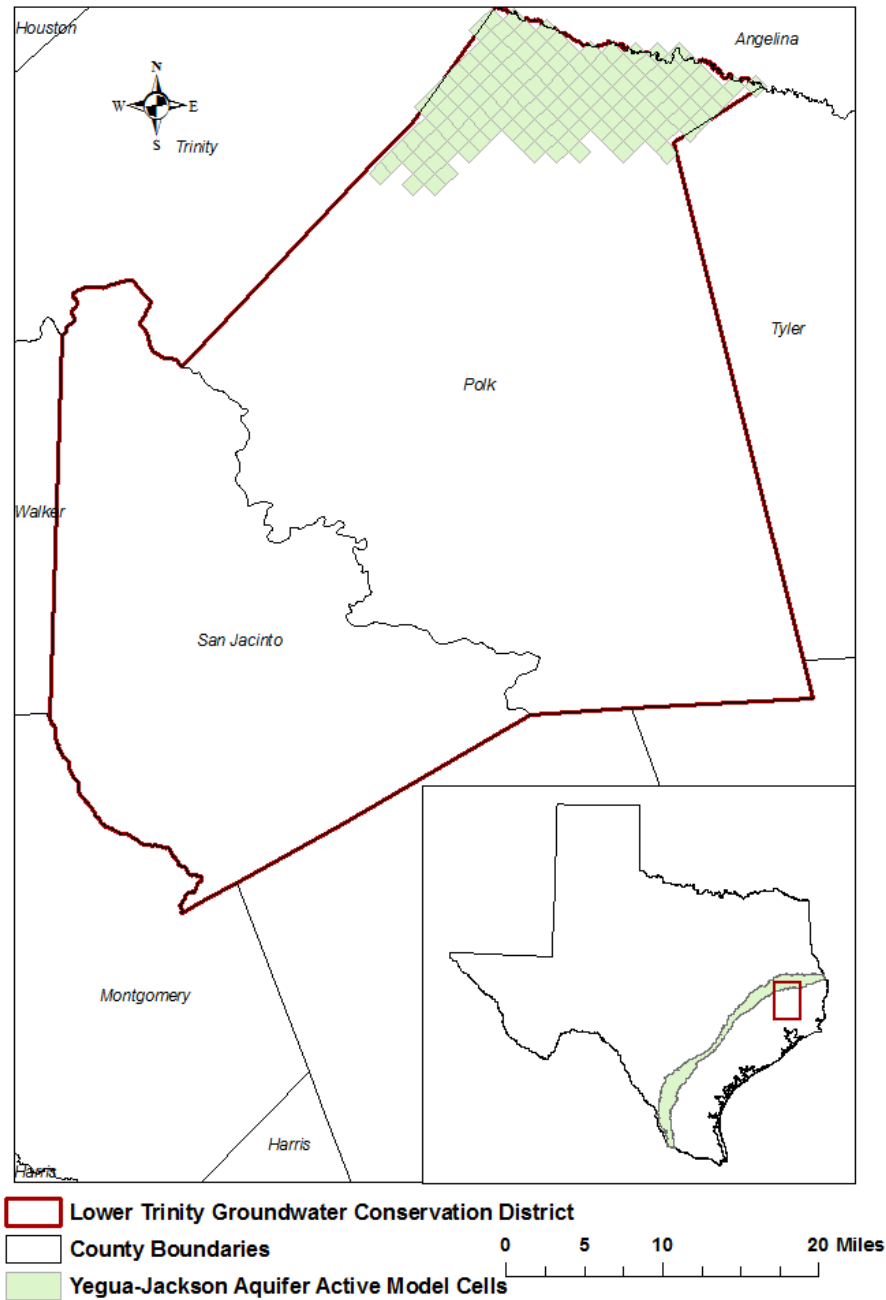 Houston
Angelina
N
W E
S
Trinity
Tyler
Polk
Walker
San Jacinto
Montgomery
Harris
Harris
Lower Trinity Groundwater Conservation District
County Boundaries
0 5 10 20 Miles
Yegua-Jackson Aquifer Active Model Cells